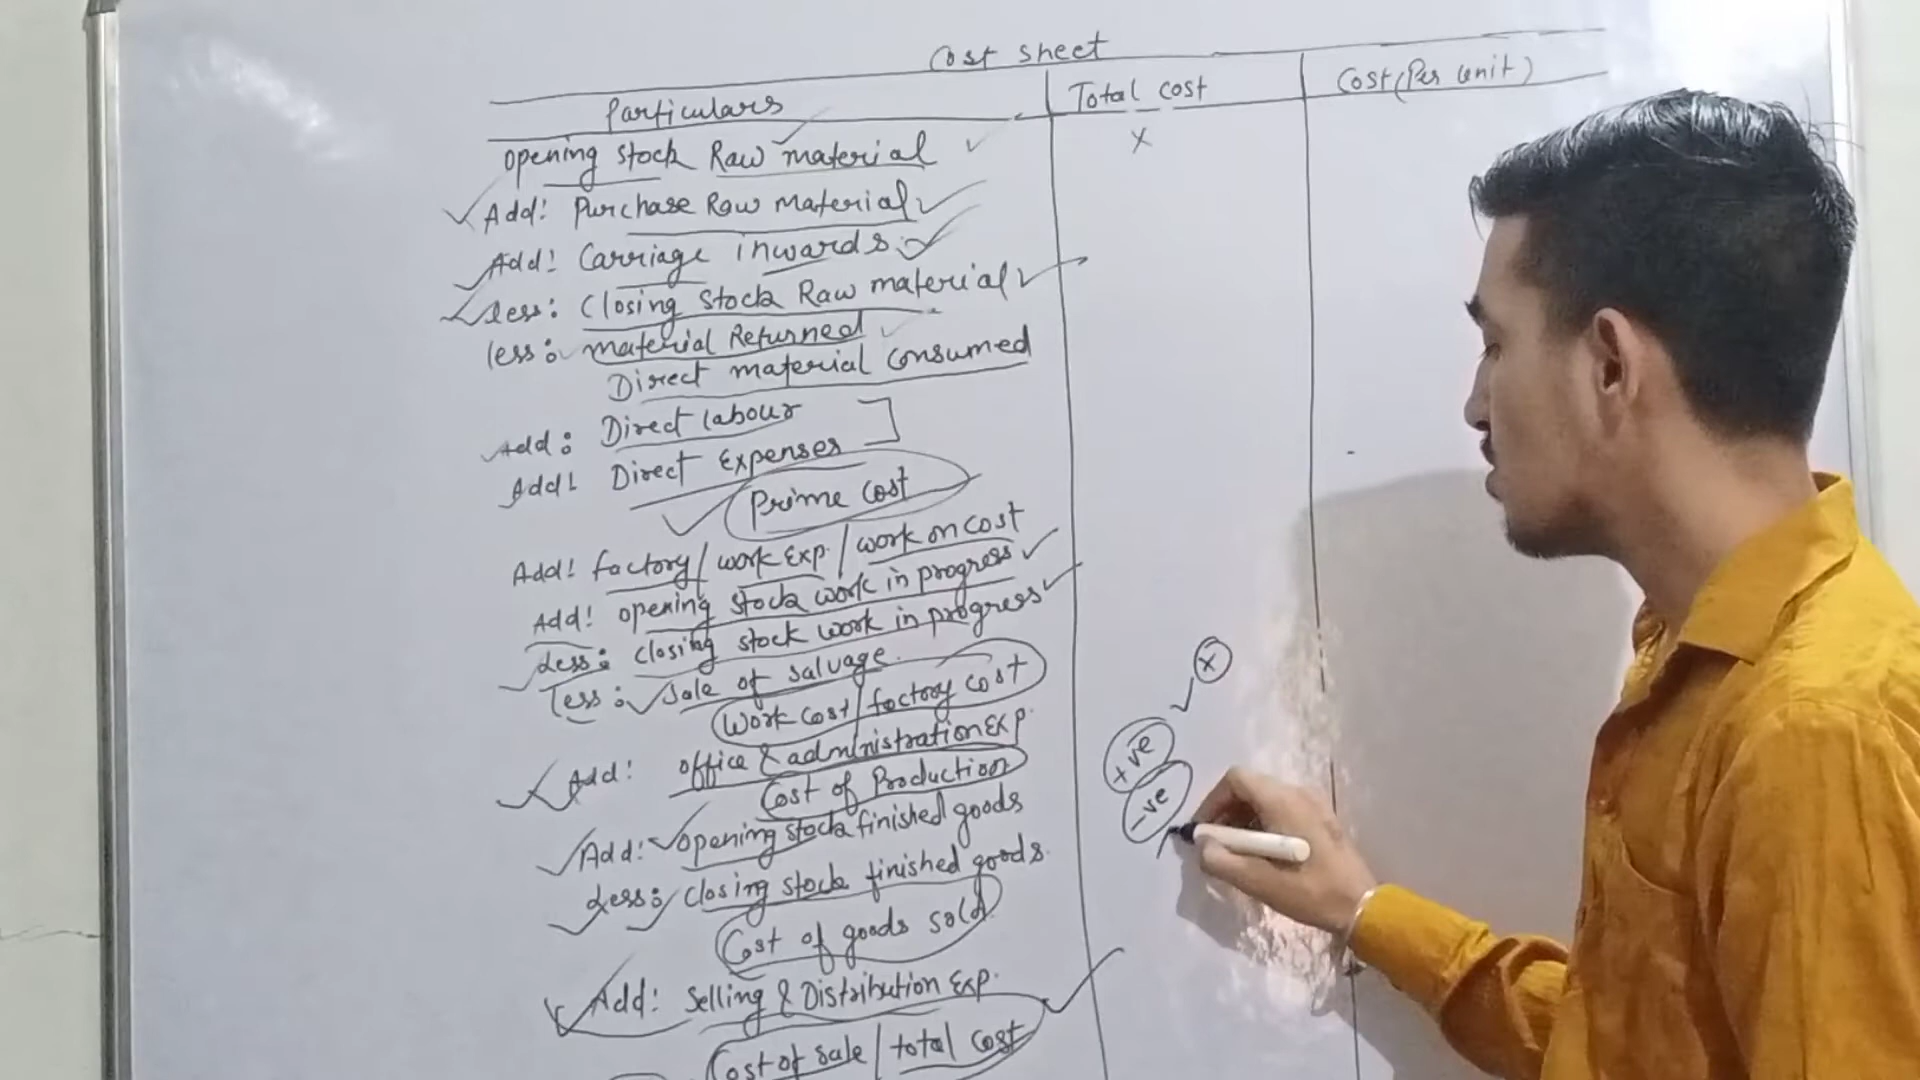 Cost sheet
Particulars Total cost Cost (Per unit)
Opening stock Raw material x
Add: Purchase Raw Material
Add: Carriage inwards.
less: Closing stock Raw material
less: material Returned
Direct material consumed
Add: Direct labour
Add: Direct Expenses
Prime cost
Add: factory / work Exp. / work on cost
Add: opening stock work in progress
Less: closing stock work in progress
less: Sale of salvage.
Work cost / factory cost
x
Add: office & administration Exp.
+ve
Cost of Production
-ve
Add: opening stock finished goods
Less: closing stock finished goods.
Cost of goods sold
Add: Selling & Distribution Exp.
Cost of sale / total cost